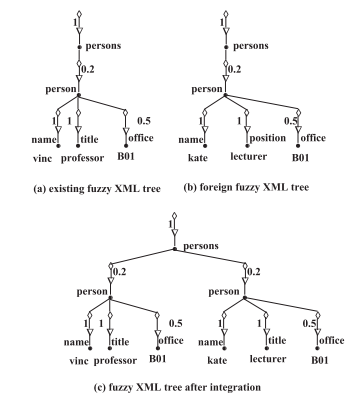 1 1
persons persons
0.2 0.2
person person
1 1 0.5 1 1 0.5
name title office name position office
vinc professor B01 kate lecturer B01
(a) existing fuzzy XML tree (b) foreign fuzzy XML tree
1
persons
0.2 0.2
person person
1 1 0.5 1 1 0.5
name title office name title office
vinc professor B01 kate lecturer B01
(c) fuzzy XML tree after integration